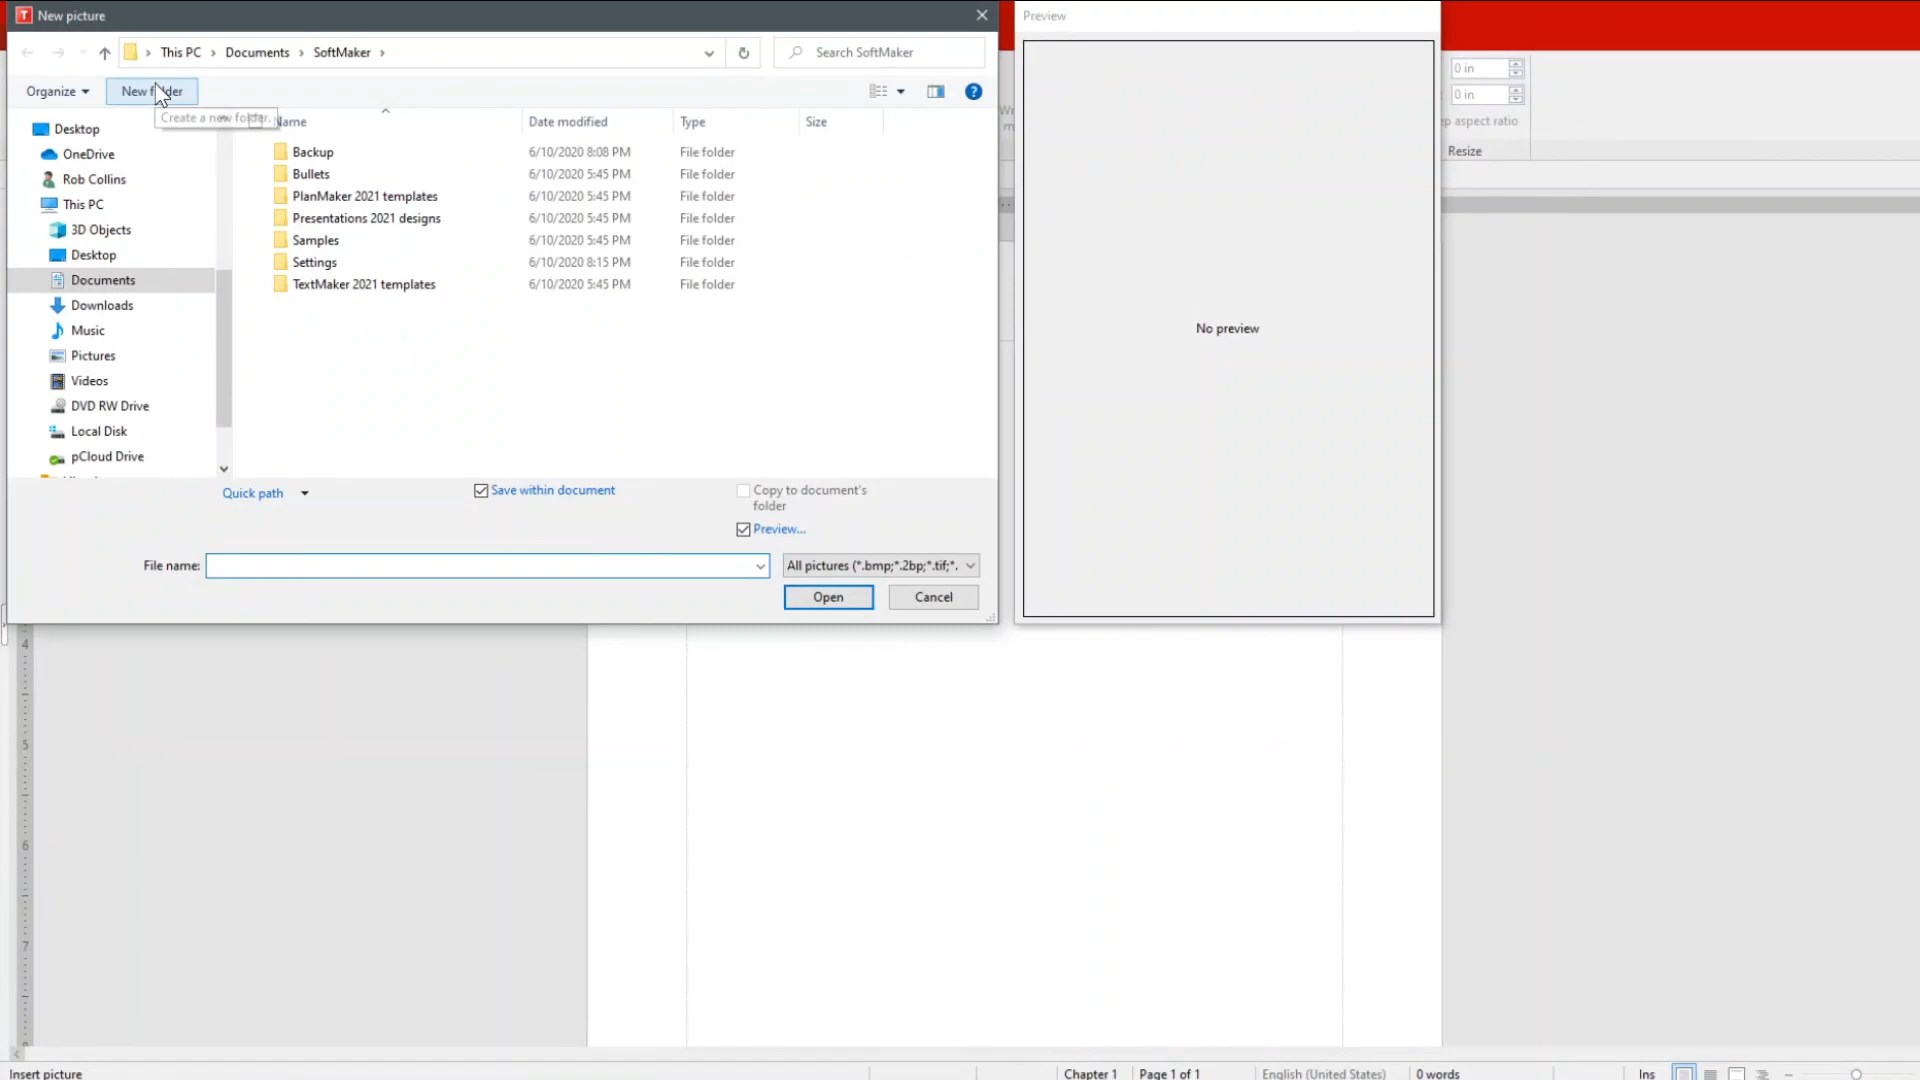 New picture
Preview
This PC > Documents > SoftMaker >
Search SoftMaker
Organize
New folder
Create a new folder.
Name
Date modified
Type
Size
Desktop
OneDrive
Rob Collins
This PC
3D Objects
Desktop
Documents
Downloads
Music
Pictures
Videos
DVD RW Drive
Local Disk
pCloud Drive
Backup 6/10/2020 8:08 PM File folder
Bullets 6/10/2020 5:45 PM File folder
PlanMaker 2021 templates 6/10/2020 5:45 PM File folder
Presentations 2021 designs 6/10/2020 5:45 PM File folder
Samples 6/10/2020 5:45 PM File folder
Settings 6/10/2020 8:15 PM File folder
TextMaker 2021 templates 6/10/2020 5:45 PM File folder
Quick path
Save within document
Copy to document's
folder
Preview...
File name:
All pictures (*.bmp;*.2bp;*.tif;*.
Open
Cancel
No preview
0 in
0 in
aspect ratio
Resize
4
5
6
7
Insert picture
Chapter 1
Page 1 of 1
English (United States)
0 words
Ins